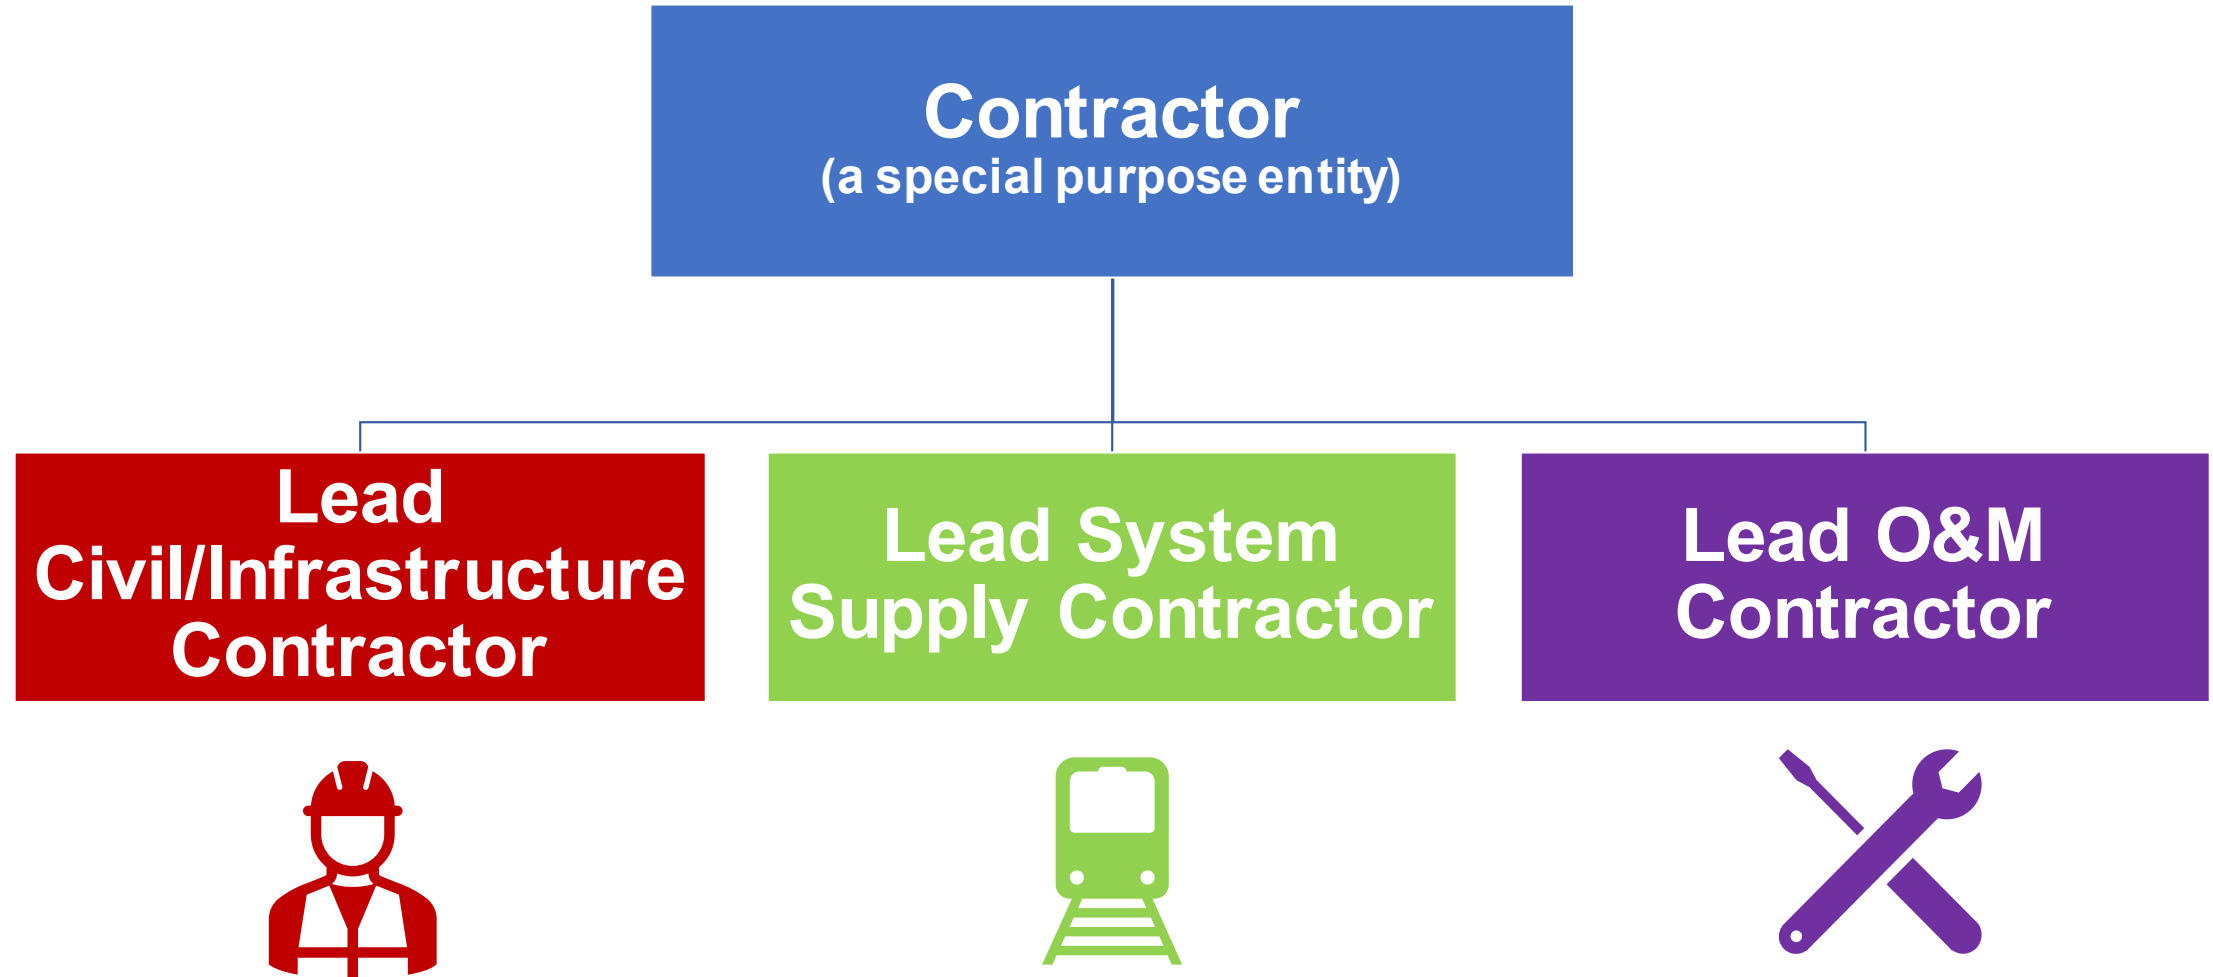 Contractor
(a special purpose entity)
Lead
Civil/Infrastructure
Contractor
Lead System
Supply Contractor
Lead O&M
Contractor